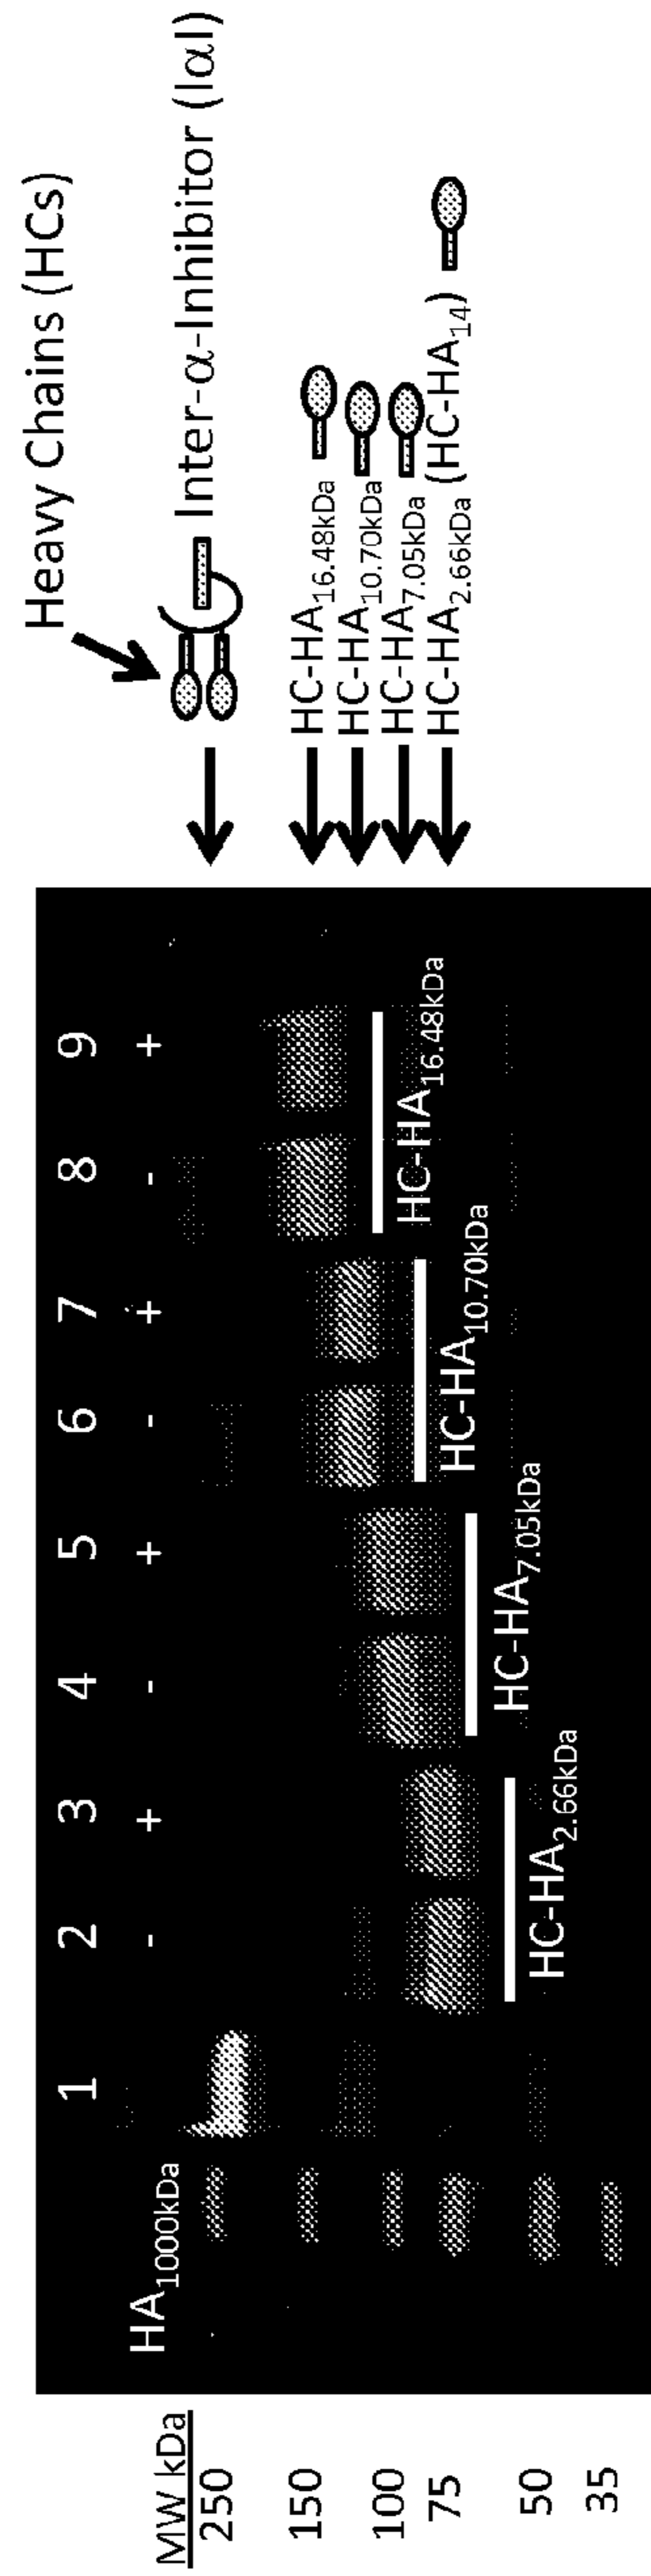 Heavy Chains (HCs)
Inter-α-Inhibitor (IαI)
MW kDa
250
150
100
75
50
35
1 2 3 4 5 6 7 8 9
HA1000kDa - + - + - + - +
HC-HA2.66kDa
HC-HA7.05kDa
HC-HA10.70kDa
HC-HA16.48kDa
HC-HA16.48kDa
HC-HA10.70kDa
HC-HA7.05kDa
HC-HA2.66kDa (HC-HA14)